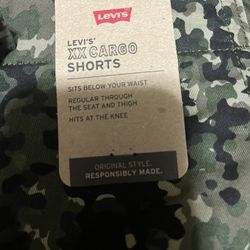 Levi's
LEVI'S®
XX CARGO
SHORTS
SITS BELOW YOUR WAIST
REGULAR THROUGH
THE SEAT AND THIGH
HITS AT THE KNEE
ORIGINAL STYLE.
RESPONSIBLY MADE.